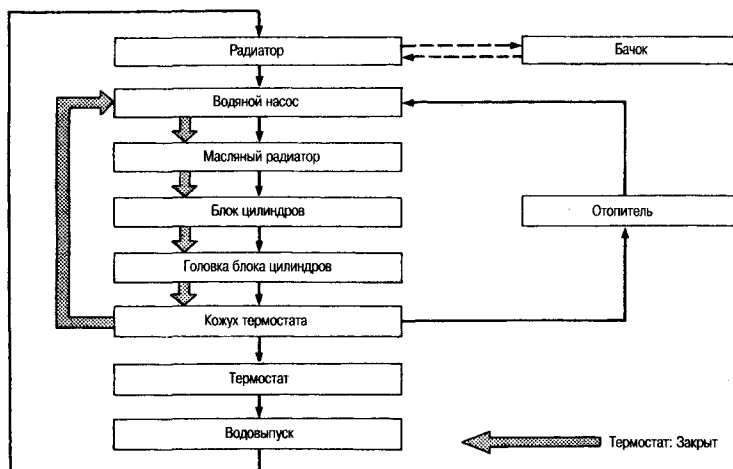 Радиатор
Бачок
Водяной насос
Масляный радиатор
Блок цилиндров
Отопитель
Головка блока цилиндров
Кожух термостата
Термостат
Водовыпуск
Термостат: Закрыт